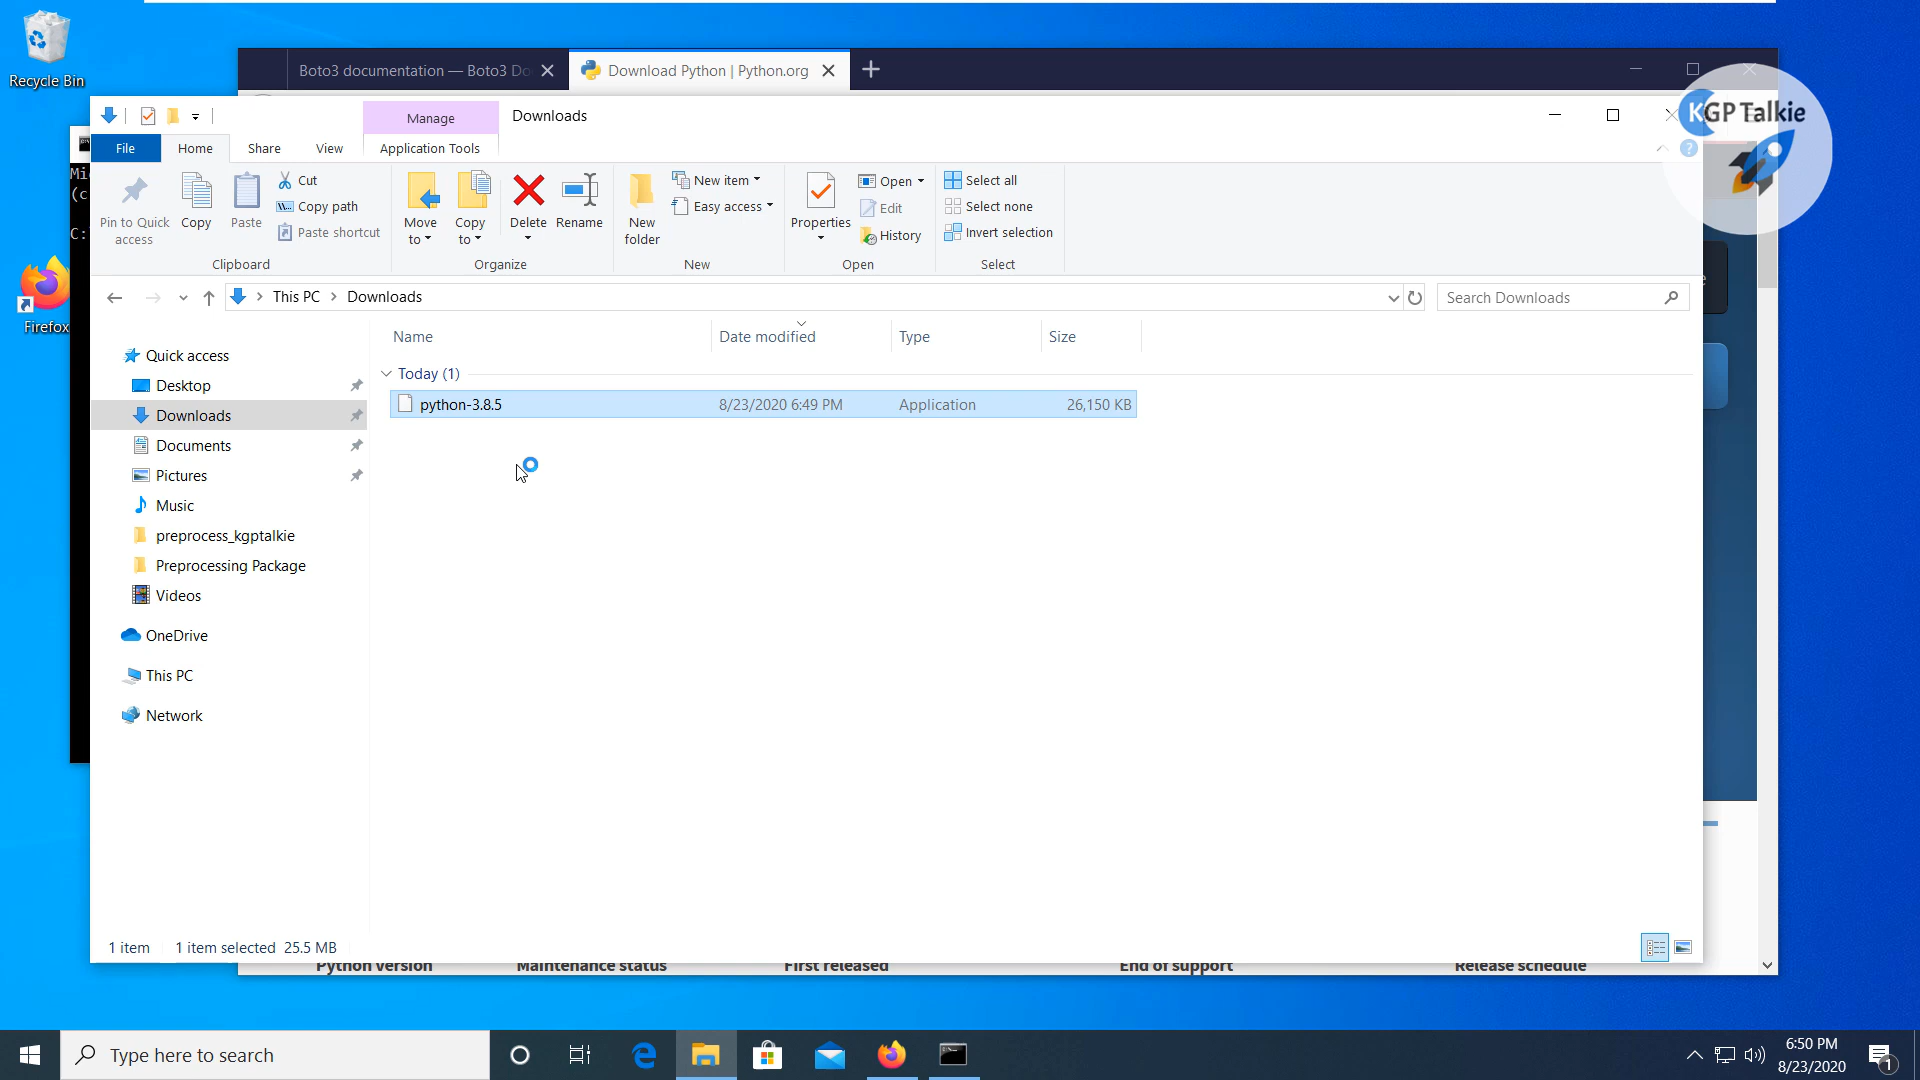 Recycle Bin
Boto3 documentation — Boto3 Do
Download Python | Python.org
KGP Talkie
Manage
Downloads
File
Home
Share
View
Application Tools
Mi
(c
C:
Pin to Quick access
Copy
Paste
Cut
Copy path
Paste shortcut
Clipboard
Move to
Copy to
Delete
Rename
Organize
New folder
New item
Easy access
New
Properties
Open
Edit
History
Open
Select all
Select none
Invert selection
Select
Firefox
This PC
Downloads
Search Downloads
Name
Date modified
Type
Size
Quick access
Desktop
Downloads
Documents
Pictures
Music
preprocess_kgptalkie
Preprocessing Package
Videos
OneDrive
This PC
Network
Today (1)
python-3.8.5
8/23/2020 6:49 PM
Application
26,150 KB
1 item
1 item selected 25.5 MB
Python version
Maintenance status
First released
End of support
Release schedule
Type here to search
6:50 PM
8/23/2020
1